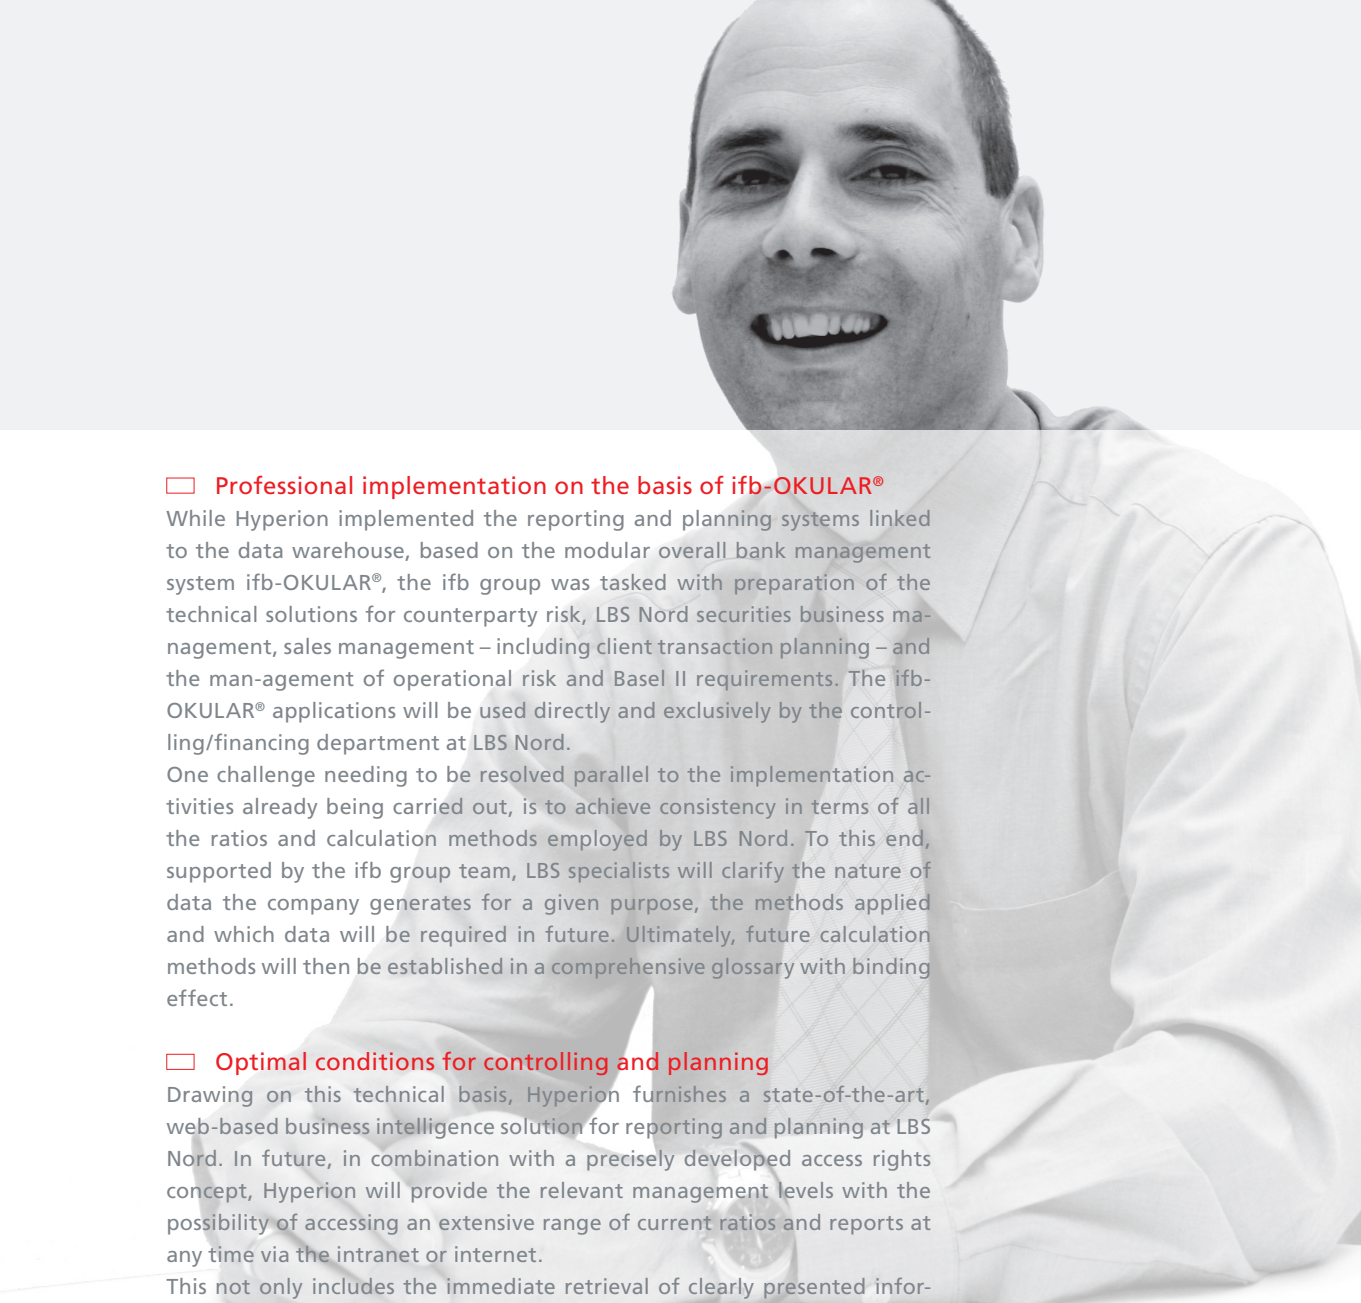 Professional implementation on the basis of ifb-OKULAR®
While Hyperion implemented the reporting and planning systems linked
to the data warehouse, based on the modular overall bank management
system ifb-OKULAR®, the ifb group was tasked with preparation of the
technical solutions for counterparty risk, LBS Nord securities business ma-
nagement, sales management – including client transaction planning – and
the man-agement of operational risk and Basel II requirements. The ifb-
OKULAR® applications will be used directly and exclusively by the control-
ling/financing department at LBS Nord.
One challenge needing to be resolved parallel to the implementation ac-
tivities already being carried out, is to achieve consistency in terms of all
the ratios and calculation methods employed by LBS Nord. To this end,
supported by the ifb group team, LBS specialists will clarify the nature of
data the company generates for a given purpose, the methods applied
and which data will be required in future. Ultimately, future calculation
methods will then be established in a comprehensive glossary with binding
effect.
Optimal conditions for controlling and planning
Drawing on this technical basis, Hyperion furnishes a state-of-the-art,
web-based business intelligence solution for reporting and planning at LBS
Nord. In future, in combination with a precisely developed access rights
concept, Hyperion will provide the relevant management levels with the
possibility of accessing an extensive range of current ratios and reports at
any time via the intranet or internet.
This not only includes the immediate retrieval of clearly presented infor-